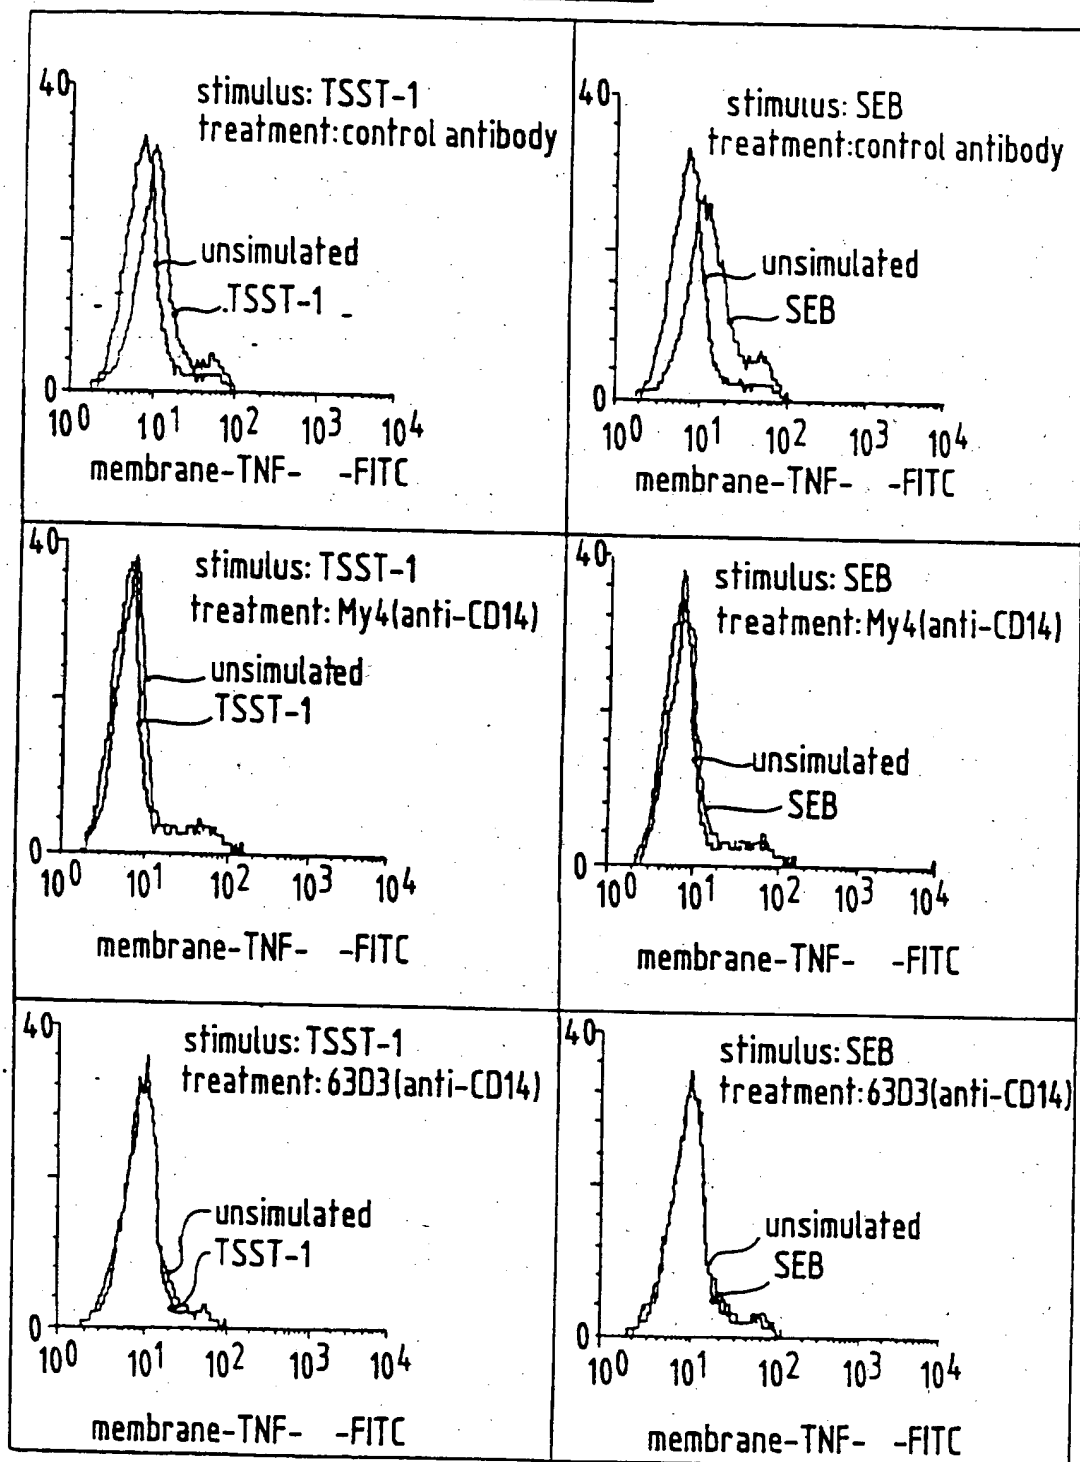 40
stimulus: TSST-1
treatment: control antibody
unsimulated
TSST-1
0
10^0 10^1 10^2 10^3 10^4
membrane-TNF- -FITC
40
stimulus: SEB
treatment: control antibody
unsimulated
SEB
0
10^0 10^1 10^2 10^3 10^4
membrane-TNF- -FITC
40
stimulus: TSST-1
treatment: My4(anti-CD14)
unsimulated
TSST-1
0
10^0 10^1 10^2 10^3 10^4
membrane-TNF- -FITC
40
stimulus: SEB
treatment: My4(anti-CD14)
unsimulated
SEB
0
10^0 10^1 10^2 10^3 10^4
membrane-TNF- -FITC
40
stimulus: TSST-1
treatment: 63D3(anti-CD14)
unsimulated
TSST-1
0
10^0 10^1 10^2 10^3 10^4
membrane-TNF- -FITC
40
stimulus: SEB
treatment: 63D3(anti-CD14)
unsimulated
SEB
0
10^0 10^1 10^2 10^3 10^4
membrane-TNF- -FITC